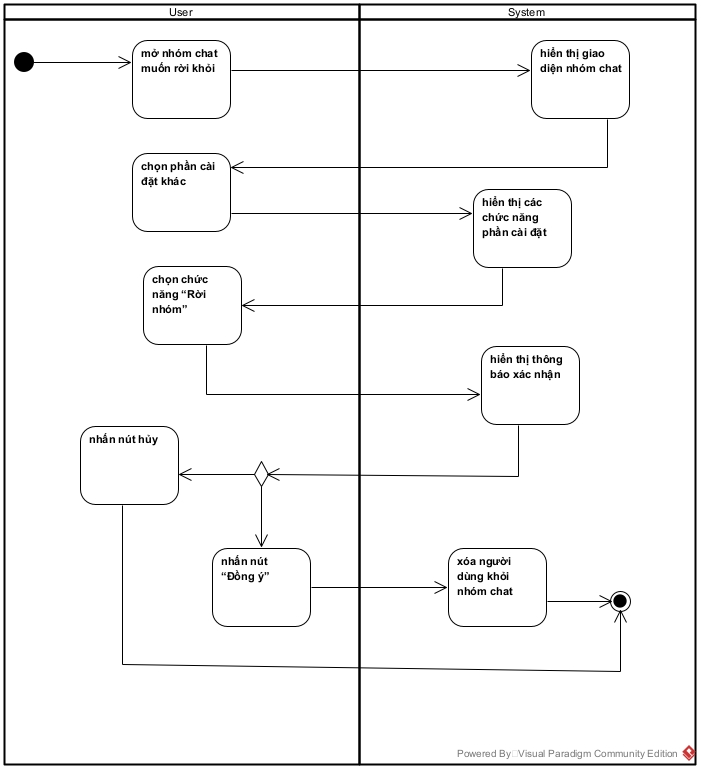 User
System
mở nhóm chat
muốn rời khỏi
hiển thị giao
diện nhóm chat
chọn phần cài
đặt khác
hiển thị các
chức năng
phần cài đặt
chọn chức
năng “Rời
nhóm”
hiển thị thông
báo xác nhận
nhấn nút hủy
nhấn nút
“Đồng ý”
xóa người
dùng khỏi
nhóm chat
Powered By Visual Paradigm Community Edition